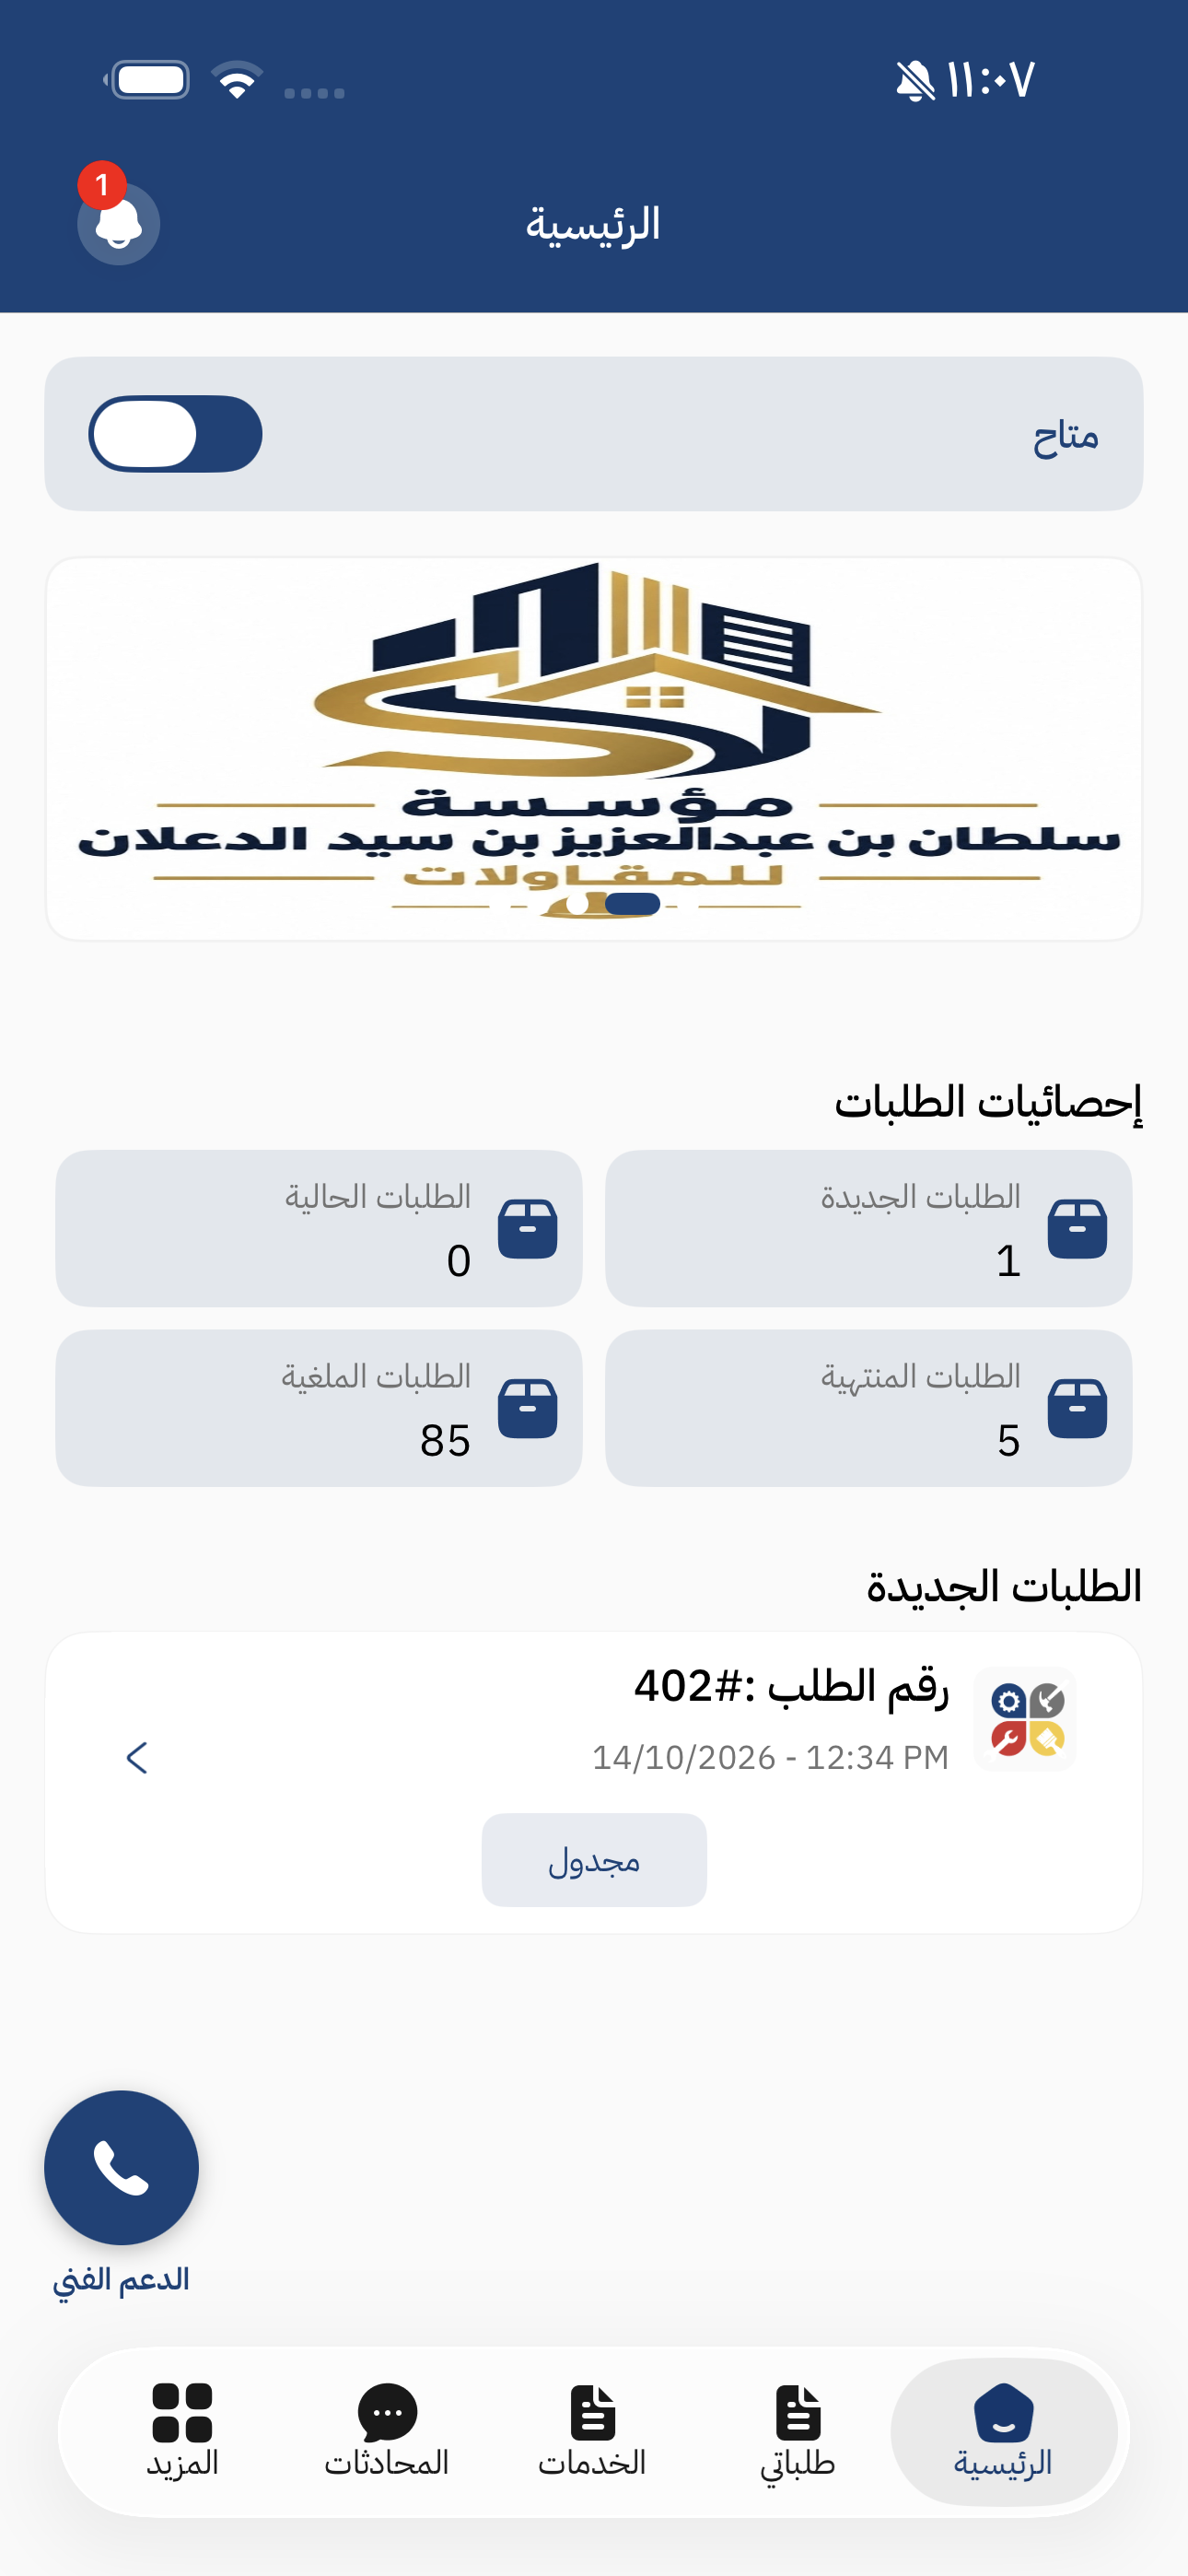 ١١:٠٧
1
الرئيسية
متاح
مؤسسة
سلطان بن عبدالعزيز بن سيد الدعلان
للمقاولات
إحصائيات الطلبات
الطلبات الجديدة
1
الطلبات الحالية
0
الطلبات المنتهية
5
الطلبات الملغية
85
الطلبات الجديدة
رقم الطلب :#402
14/10/2026 - 12:34 PM
مجدول
الدعم الفني
الرئيسية
طلباتي
الخدمات
المحادثات
المزيد